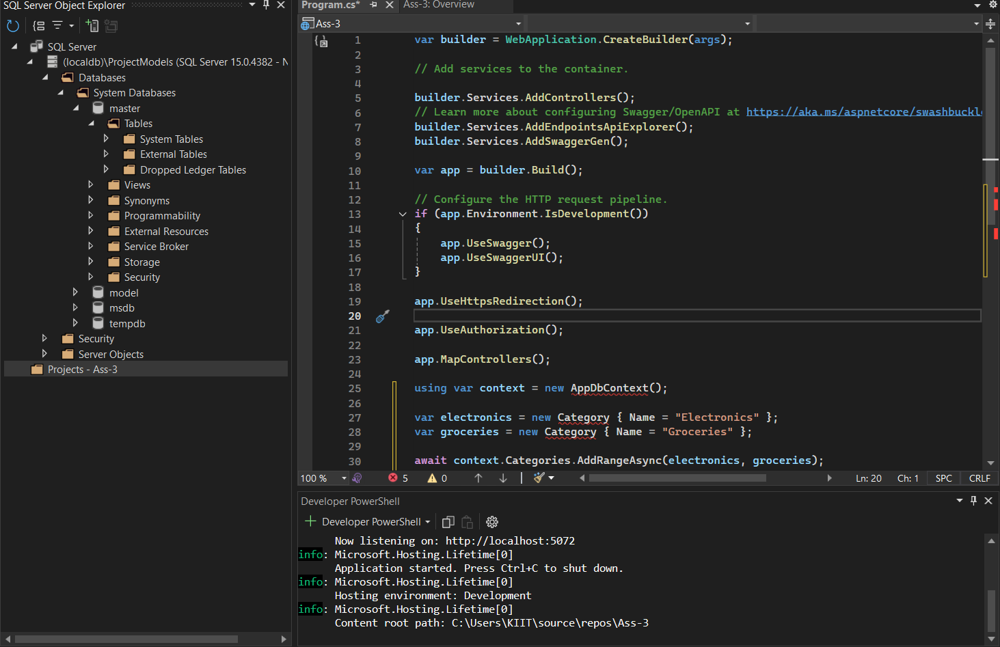 SQL Server Object Explorer
SQL Server
(localdb)\ProjectModels (SQL Server 15.0.4382 - N
Databases
System Databases
master
Tables
System Tables
External Tables
Dropped Ledger Tables
Views
Synonyms
Programmability
External Resources
Service Broker
Storage
Security
model
msdb
tempdb
Security
Server Objects
Projects - Ass-3
Program.cs*
Ass-3: Overview
Ass-3
1 var builder = WebApplication.CreateBuilder(args);
2
3 // Add services to the container.
4
5 builder.Services.AddControllers();
6 // Learn more about configuring Swagger/OpenAPI at https://aka.ms/aspnetcore/swashbuckl
7 builder.Services.AddEndpointsApiExplorer();
8 builder.Services.AddSwaggerGen();
9
10 var app = builder.Build();
11
12 // Configure the HTTP request pipeline.
13 if (app.Environment.IsDevelopment())
14 {
15 app.UseSwagger();
16 app.UseSwaggerUI();
17 }
18
19 app.UseHttpsRedirection();
20
21 app.UseAuthorization();
22
23 app.MapControllers();
24
25 using var context = new AppDbContext();
26
27 var electronics = new Category { Name = "Electronics" };
28 var groceries = new Category { Name = "Groceries" };
29
30 await context.Categories.AddRangeAsync(electronics, groceries);
100 % 5 0 Ln: 20 Ch: 1 SPC CRLF
Developer PowerShell
Developer PowerShell
Now listening on: http://localhost:5072
info: Microsoft.Hosting.Lifetime[0]
Application started. Press Ctrl+C to shut down.
info: Microsoft.Hosting.Lifetime[0]
Hosting environment: Development
info: Microsoft.Hosting.Lifetime[0]
Content root path: C:\Users\KIIT\source\repos\Ass-3